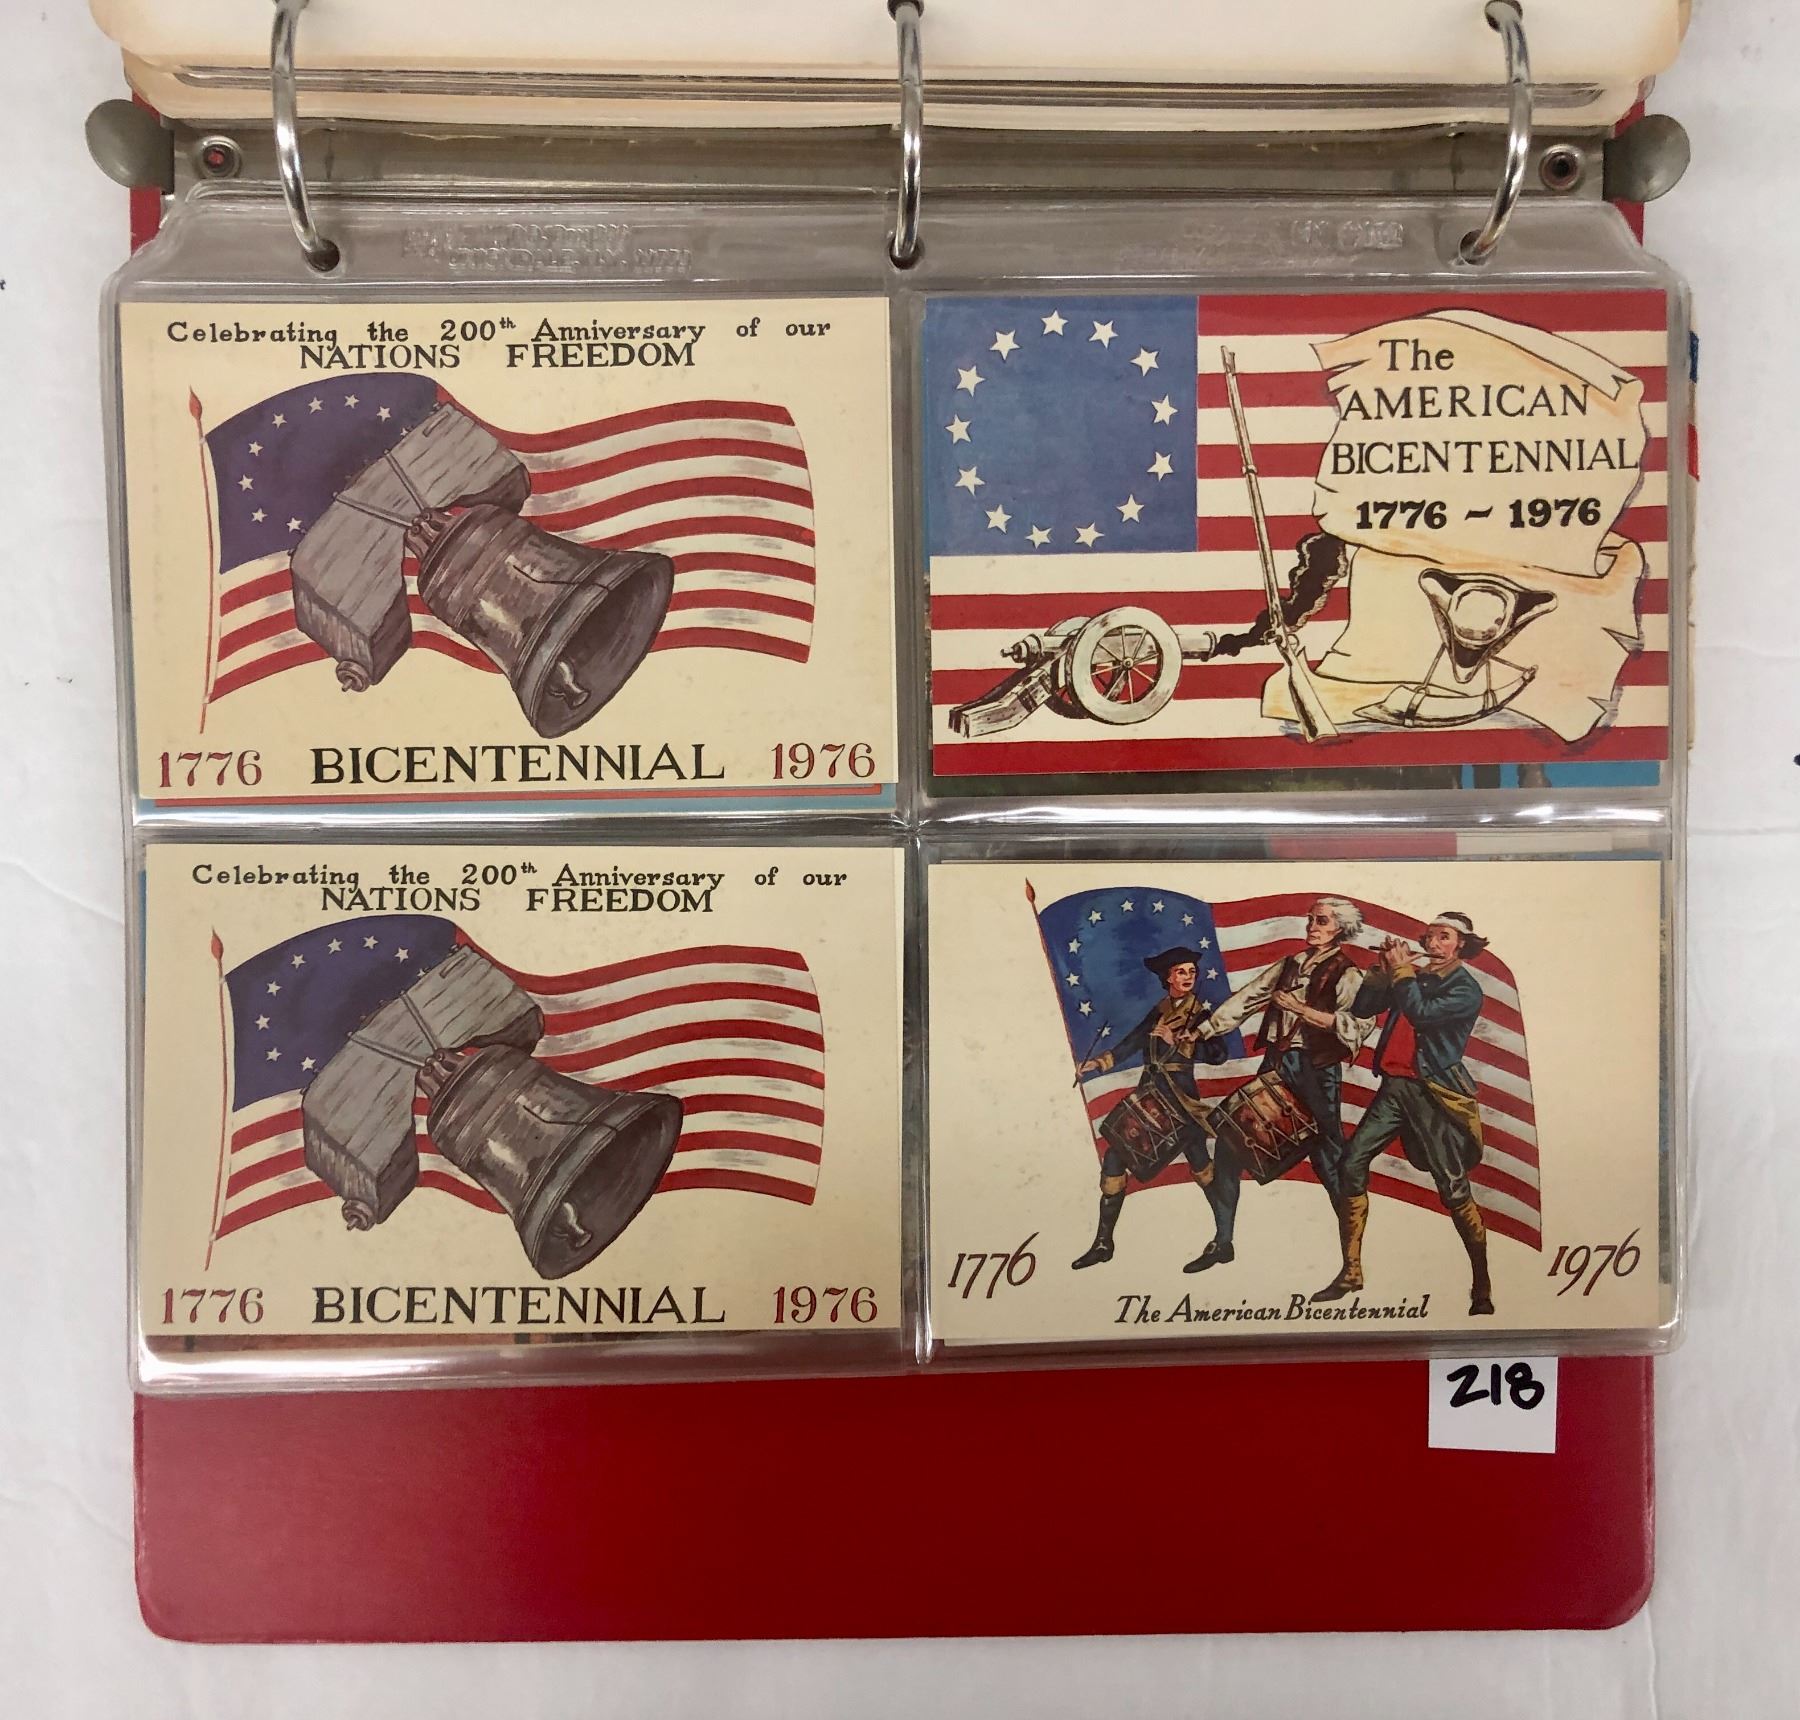 Celebrating the 200th Anniversary of our
NATIONS FREEDOM
1776 BICENTENNIAL 1976
The
AMERICAN
BICENTENNIAL
1776 ~ 1976
Celebrating the 200th Anniversary of our
NATIONS FREEDOM
1776 BICENTENNIAL 1976
1776 1976
The American Bicentennial
218